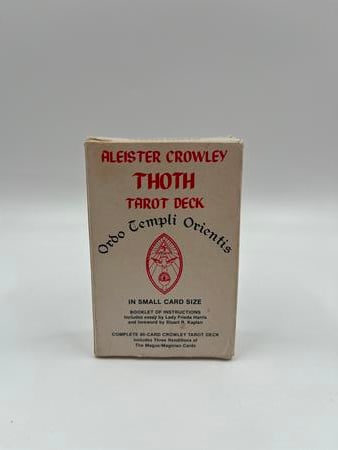 ALEISTER CROWLEY
THOTH
TAROT DECK
Ordo Templi Orientis
IN SMALL CARD SIZE
BOOKLET OF INSTRUCTIONS
Includes essay by Lady Frieda Harris
and foreword by Stuart R. Kaplan
COMPLETE 80-CARD CROWLEY TAROT DECK
Includes Three Renditions of
The Magus/Magician Cards